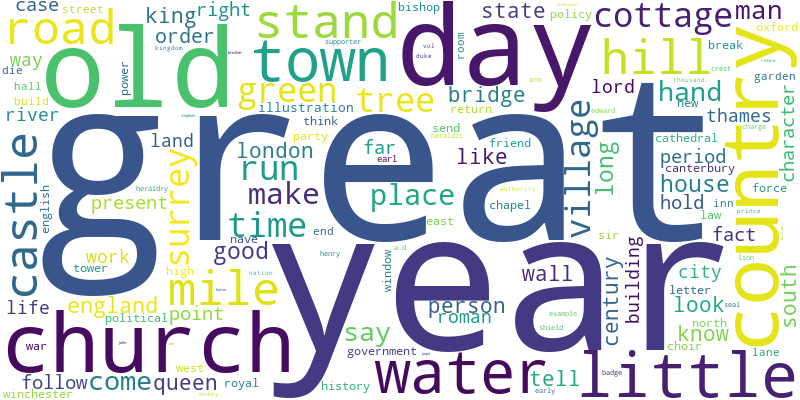 case
street
king
right
bishop
state
policy
cottage
man
road
old
way
order
kingdom
stand
supporter
vol
duke
day
room
break
oxford
die
hall
build
power
town
hill
crest
thousand
garden
river
green
tree
bridge
lord
hand
new
illustration
think
return
arm
edward
thames
charge
land
london
party
send
friend
cathedral
character
castle
great
country
surrey
run
far
earl
heraldic
like
village
long
period
canterbury
english
heraldry
make
place
authority
house
force
present
time
east
chapel
hold
inn
law
prince
nave
end
a.d
sir
fact
work
good
tower
high
nation
henry
window
year
wall
century
building
city
lion
south
life
england
mile
person
roman
example
shield
look
letter
seal
political
point
say
north
know
war
church
government
choir
lane
follow
come
west
queen
royal
history
water
tell
early
badge
little
winchester
enemy